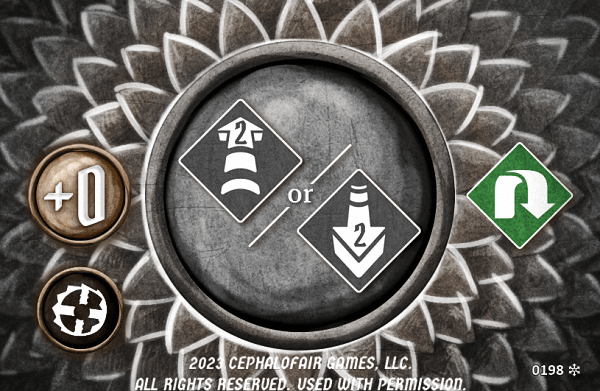 2
or
2
+0
2023 CEPHALOFAIR GAMES, LLC.
ALL RIGHTS RESERVED. USED WITH PERMISSION.
0198